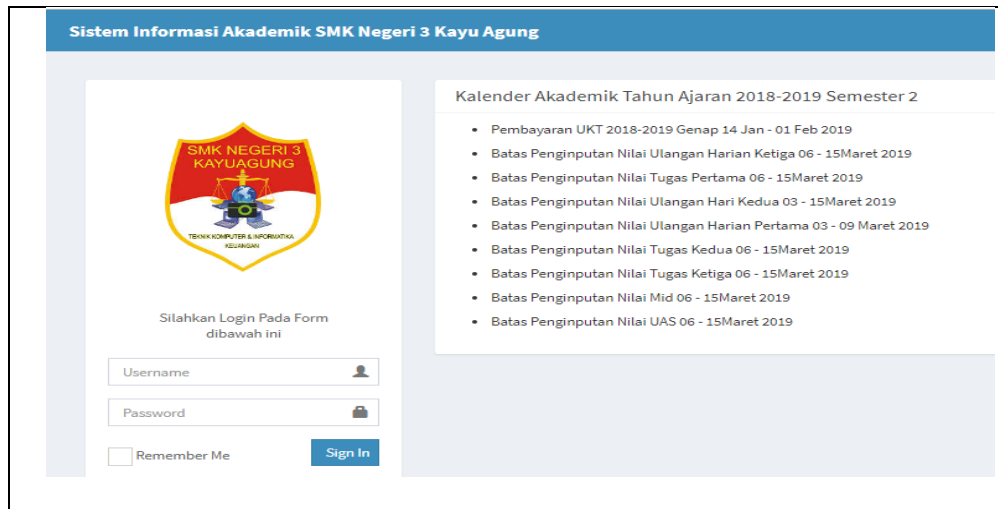 Sistem Informasi Akademik SMK Negeri 3 Kayu Agung
SMK NEGERI 3
KAYUAGUNG
TEKNIK KOMPUTER & INFORMATIKA
KEUANGAN
Silahkan Login Pada Form
dibawah ini
Username
Password
Remember Me
Sign In
Kalender Akademik Tahun Ajaran 2018-2019 Semester 2
• Pembayaran UKT 2018-2019 Genap 14 Jan - 01 Feb 2019
• Batas Penginputan Nilai Ulangan Harian Ketiga 06 - 15Maret 2019
• Batas Penginputan Nilai Tugas Pertama 06 - 15Maret 2019
• Batas Penginputan Nilai Ulangan Hari Kedua 03 - 15Maret 2019
• Batas Penginputan Nilai Ulangan Harian Pertama 03 - 09 Maret 2019
• Batas Penginputan Nilai Tugas Kedua 06 - 15Maret 2019
• Batas Penginputan Nilai Tugas Ketiga 06 - 15Maret 2019
• Batas Penginputan Nilai Mid 06 - 15Maret 2019
• Batas Penginputan Nilai UAS 06 - 15Maret 2019